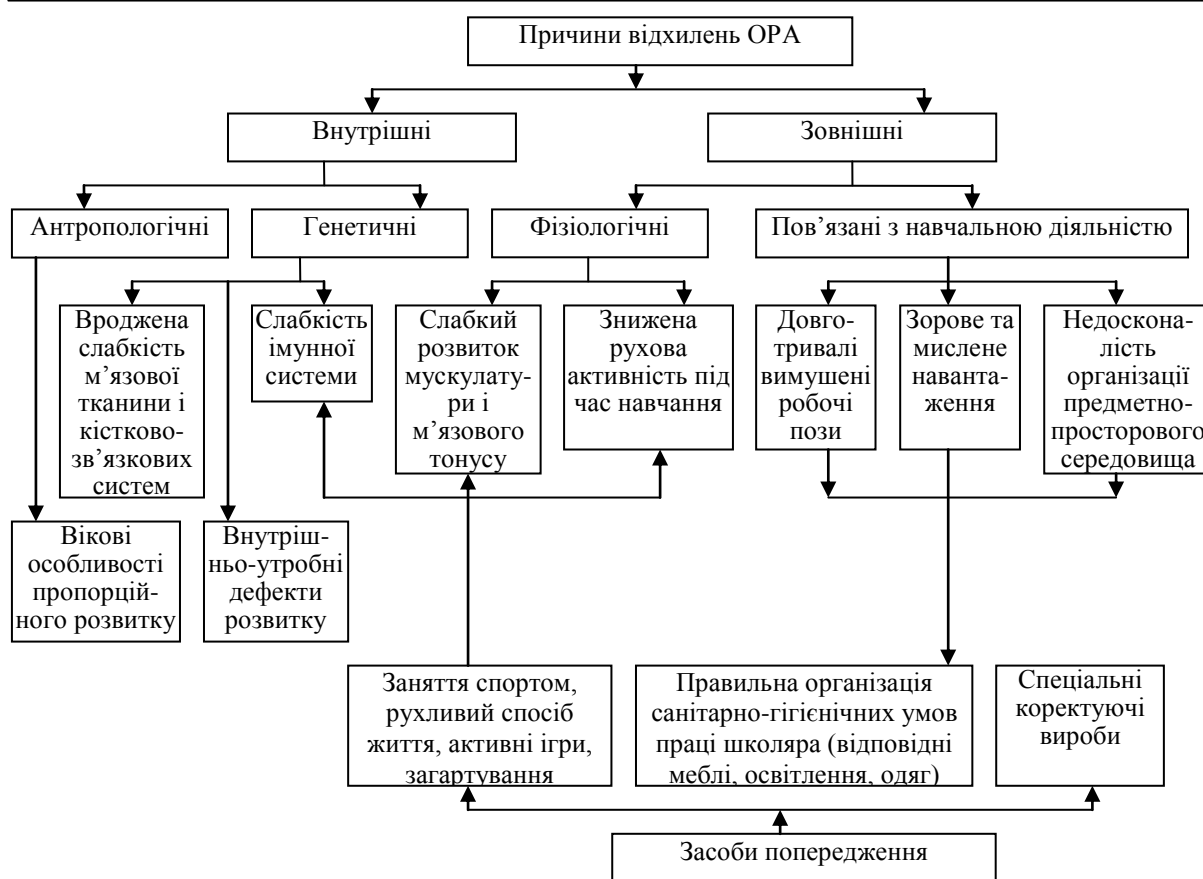 Причини відхилень ОРА
Внутрішні
Зовнішні
Антропологічні
Генетичні
Фізіологічні
Пов’язані з навчальною діяльністю
Вроджена
слабкість
м’язової
тканини і
кістково-
зв’язкових
систем
Слабкість
імунної
системи
Слабкий
розвиток
мускулату-
ри і
м’язового
тонусу
Знижена
рухова
активність під
час навчання
Довго-
тривалі
вимушені
робочі
пози
Зорове та
мислене
наванта-
ження
Недоскона-
лість
організації
предметно-
просторового
середовища
Вікові
особливості
пропорцій-
ного розвитку
Внутріш-
ньо-утробні
дефекти
розвитку
Заняття спортом,
рухливий спосіб
життя, активні ігри,
загартування
Правильна організація
санітарно-гігієнічних умов
праці школяра (відповідні
меблі, освітлення, одяг)
Спеціальні
коректуючі
вироби
Засоби попередження